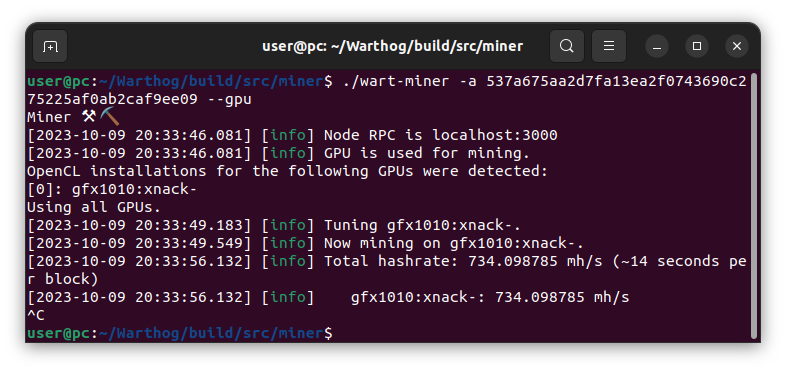 user@pc: ~/Warthog/build/src/miner
user@pc:~/Warthog/build/src/miner$ ./wart-miner -a 537a675aa2d7fa13ea2f0743690c2
75225af0ab2caf9ee09 --gpu
Miner ⚒⛏
[2023-10-09 20:33:46.081] [info] Node RPC is localhost:3000
[2023-10-09 20:33:46.081] [info] GPU is used for mining.
OpenCL installations for the following GPUs were detected:
[0]: gfx1010:xnack-
Using all GPUs.
[2023-10-09 20:33:49.183] [info] Tuning gfx1010:xnack-.
[2023-10-09 20:33:49.549] [info] Now mining on gfx1010:xnack-.
[2023-10-09 20:33:56.132] [info] Total hashrate: 734.098785 mh/s (~14 seconds pe
r block)
[2023-10-09 20:33:56.132] [info]    gfx1010:xnack-: 734.098785 mh/s
^C
user@pc:~/Warthog/build/src/miner$